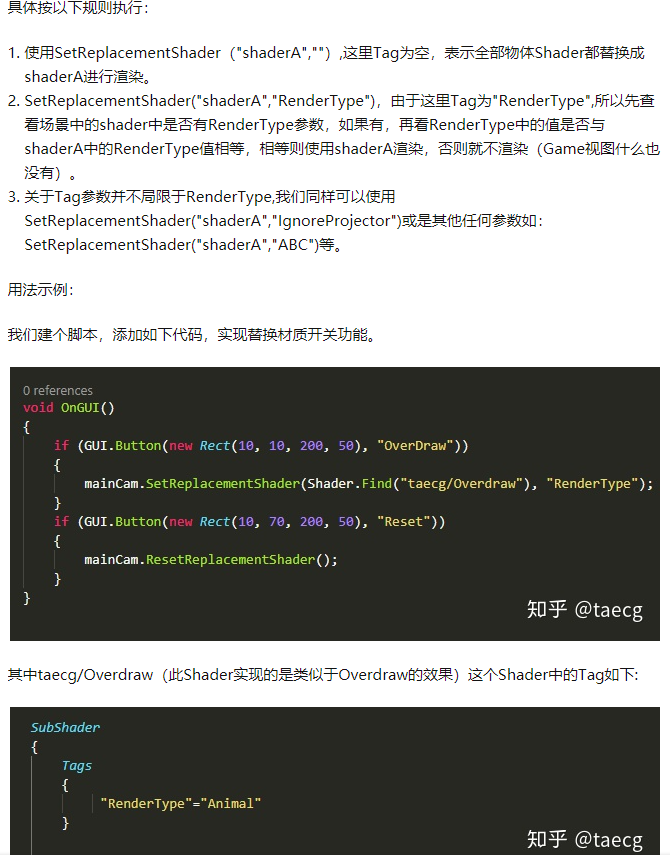 具体按以下规则执行：
1. 使用SetReplacementShader（"shaderA",""）,这里Tag为空，表示全部物体Shader都替换成
shaderA进行渲染。
2. SetReplacementShader("shaderA","RenderType")，由于这里Tag为"RenderType",所以先查
看场景中的shader中是否有RenderType参数，如果有，再看RenderType中的值是否与
shaderA中的RenderType值相等，相等则使用shaderA渲染，否则就不渲染（Game视图什么也
没有）。
3. 关于Tag参数并不局限于RenderType,我们同样可以使用
SetReplacementShader("shaderA","IgnoreProjector")或是其他任何参数如：
SetReplacementShader("shaderA","ABC")等。
用法示例：
我们建个脚本，添加如下代码，实现替换材质开关功能。
0 references
void OnGUI()
{
if (GUI.Button(new Rect(10, 10, 200, 50), "OverDraw"))
{
mainCam.SetReplacementShader(Shader.Find("taecg/Overdraw"), "RenderType");
}
if (GUI.Button(new Rect(10, 70, 200, 50), "Reset"))
{
mainCam.ResetReplacementShader();
}
}
知乎 @taecg
其中taecg/Overdraw（此Shader实现的是类似于Overdraw的效果）这个Shader中的Tag如下:
SubShader
{
Tags
{
"RenderType"="Animal"
}
知乎 @taecg